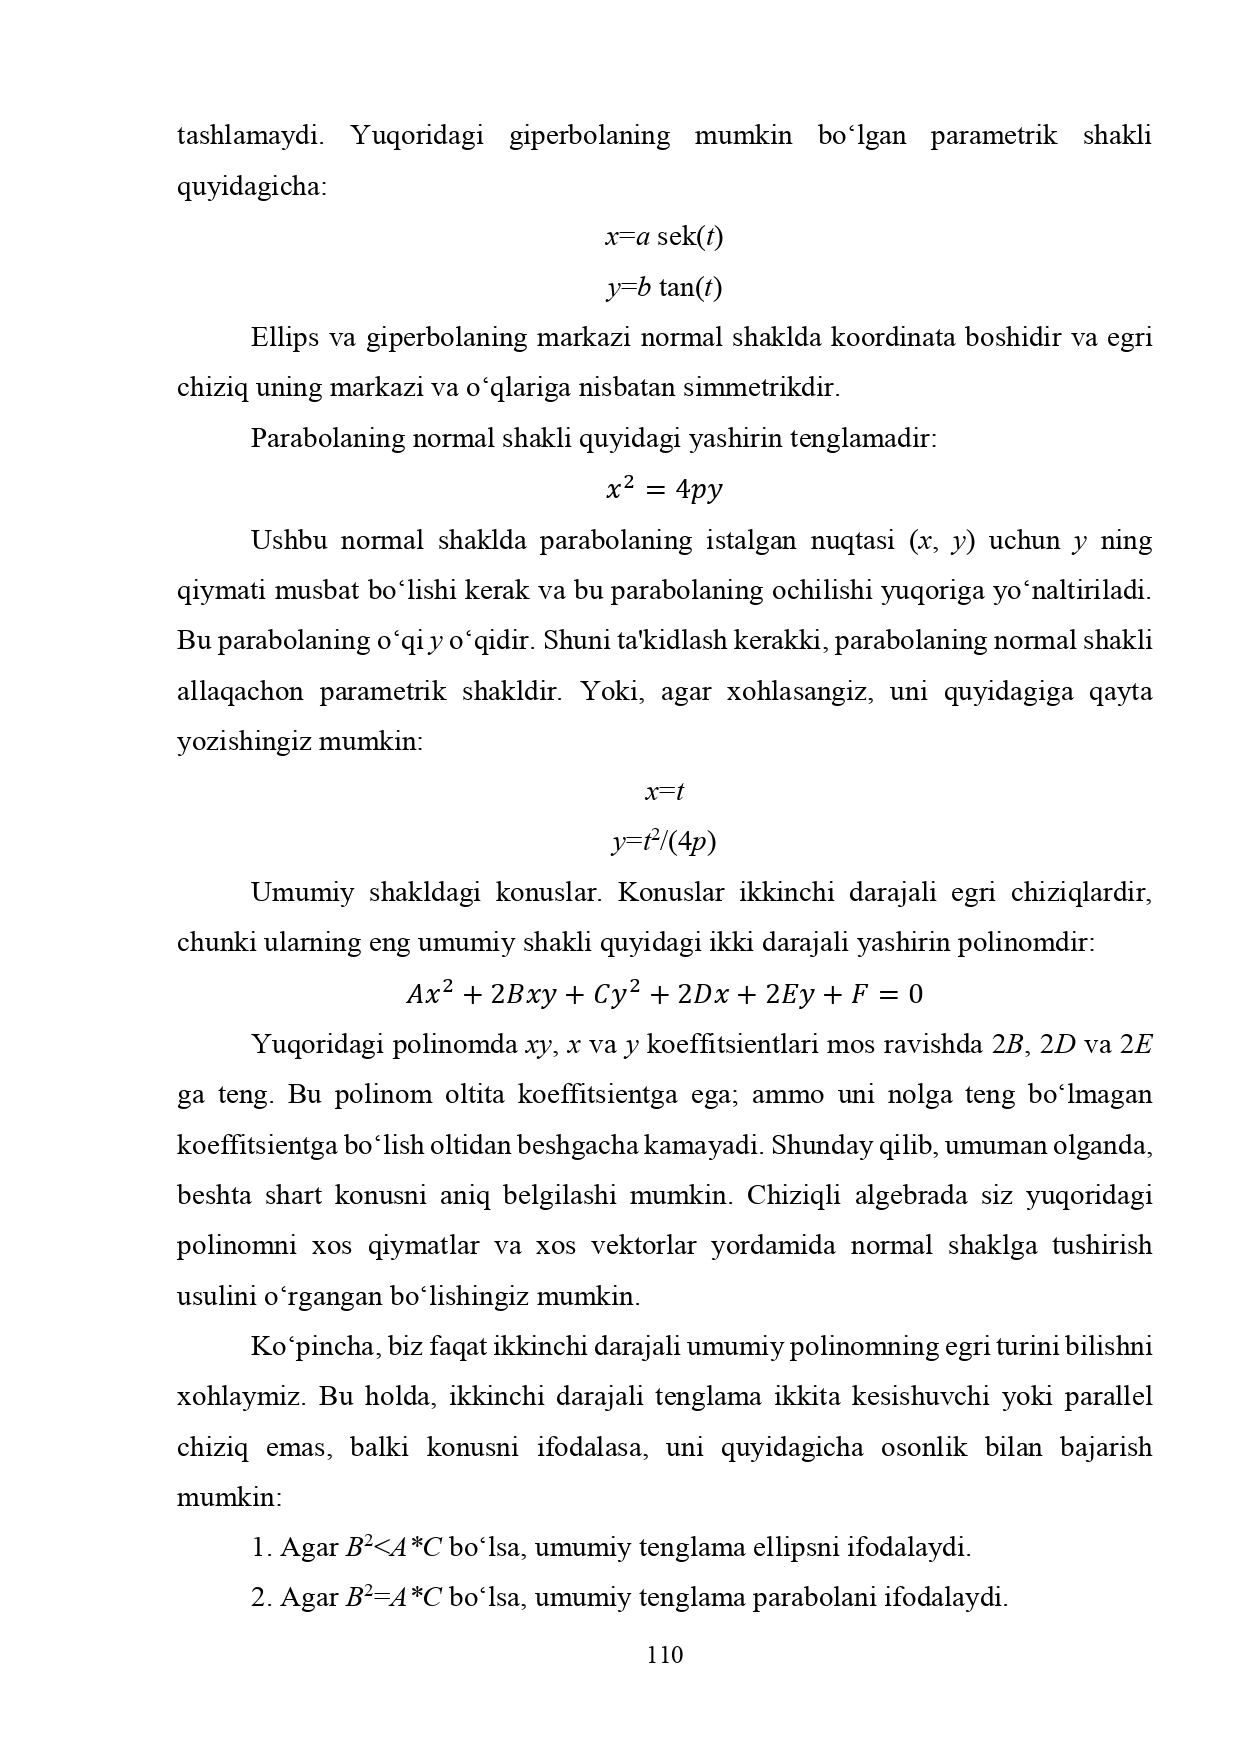 tashlamaydi. Yuqoridagi giperbolaning mumkin bo‘lgan parametrik shakli
quyidagicha:
x=a sek(t)
y=b tan(t)
Ellips va giperbolaning markazi normal shaklda koordinata boshidir va egri
chiziq uning markazi va o‘qlariga nisbatan simmetrikdir.
Parabolaning normal shakli quyidagi yashirin tenglamadir:
x² = 4py
Ushbu normal shaklda parabolaning istalgan nuqtasi (x, y) uchun y ning
qiymati musbat bo‘lishi kerak va bu parabolaning ochilishi yuqoriga yo‘naltiriladi.
Bu parabolaning o‘qi y o‘qidir. Shuni ta'kidlash kerakki, parabolaning normal shakli
allaqachon parametrik shakldir. Yoki, agar xohlasangiz, uni quyidagiga qayta
yozishingiz mumkin:
x=t
y=t²/(4p)
Umumiy shakldagi konuslar. Konuslar ikkinchi darajali egri chiziqlardir,
chunki ularning eng umumiy shakli quyidagi ikki darajali yashirin polinomdir:
Ax² + 2Bxy + Cy² + 2Dx + 2Ey + F = 0
Yuqoridagi polinomda xy, x va y koeffitsientlari mos ravishda 2B, 2D va 2E
ga teng. Bu polinom oltita koeffitsientga ega; ammo uni nolga teng bo‘lmagan
koeffitsientga bo‘lish oltidan beshgacha kamayadi. Shunday qilib, umuman olganda,
beshta shart konusni aniq belgilashi mumkin. Chiziqli algebrada siz yuqoridagi
polinomni xos qiymatlar va xos vektorlar yordamida normal shaklga tushirish
usulini o‘rgangan bo‘lishingiz mumkin.
Ko‘pincha, biz faqat ikkinchi darajali umumiy polinomning egri turini bilishni
xohlaymiz. Bu holda, ikkinchi darajali tenglama ikkita kesishuvchi yoki parallel
chiziq emas, balki konusni ifodalasa, uni quyidagicha osonlik bilan bajarish
mumkin:
1. Agar B²<A*C bo‘lsa, umumiy tenglama ellipsni ifodalaydi.
2. Agar B²=A*C bo‘lsa, umumiy tenglama parabolani ifodalaydi.
110